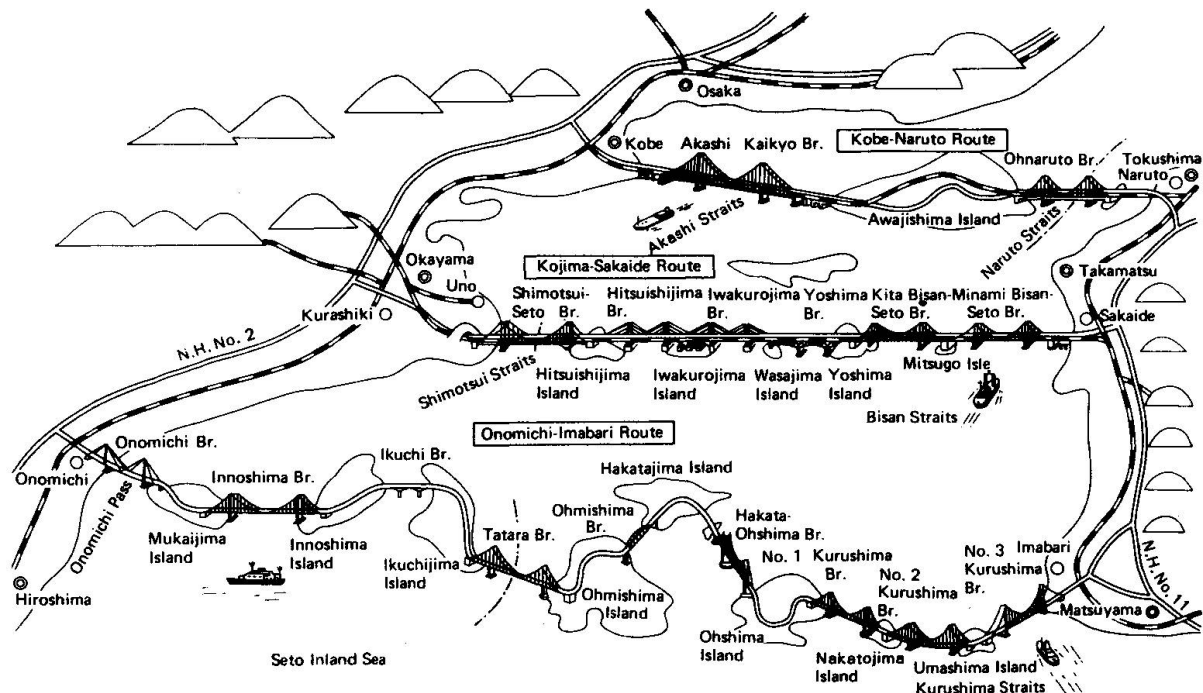 Osaka
Kobe
Akashi Kaikyo Br.
Kobe-Naruto Route
Ohnaruto Br.
Tokushima
Naruto
Akashi Straits
Awajishima Island
Naruto Straits
Okayama
Uno
Kojima-Sakaide Route
Takamatsu
Kurashiki
Shimotsui-
Seto Br.
Hitsuishijima
Br.
Iwakurojima
Br.
Yoshima
Br.
Kita Bisan-
Seto Br.
Minami Bisan-
Seto Br.
Sakaide
N.H. No. 2
Shimotsui Straits
Hitsuishijima
Island
Iwakurojima
Island
Wasajima
Island
Yoshima
Island
Mitsugo Isle
Bisan Straits
Onomichi-Imabari Route
Onomichi Br.
Onomichi
Onomichi Pass
Innoshima Br.
Ikuchi Br.
Hakatajima Island
Mukaijima
Island
Innoshima
Island
Ikuchijima
Island
Tatara Br.
Ohmishima
Br.
Ohmishima
Island
Hakata-
Ohshima Br.
No. 1 Kurushima
Br.
No. 2
Kurushima
Br.
No. 3
Kurushima
Br.
Imabari
Hiroshima
Matsuyama
N.H. No. 11
Ohshima
Island
Nakatojima
Island
Umashima Island
Kurushima Straits
Seto Inland Sea